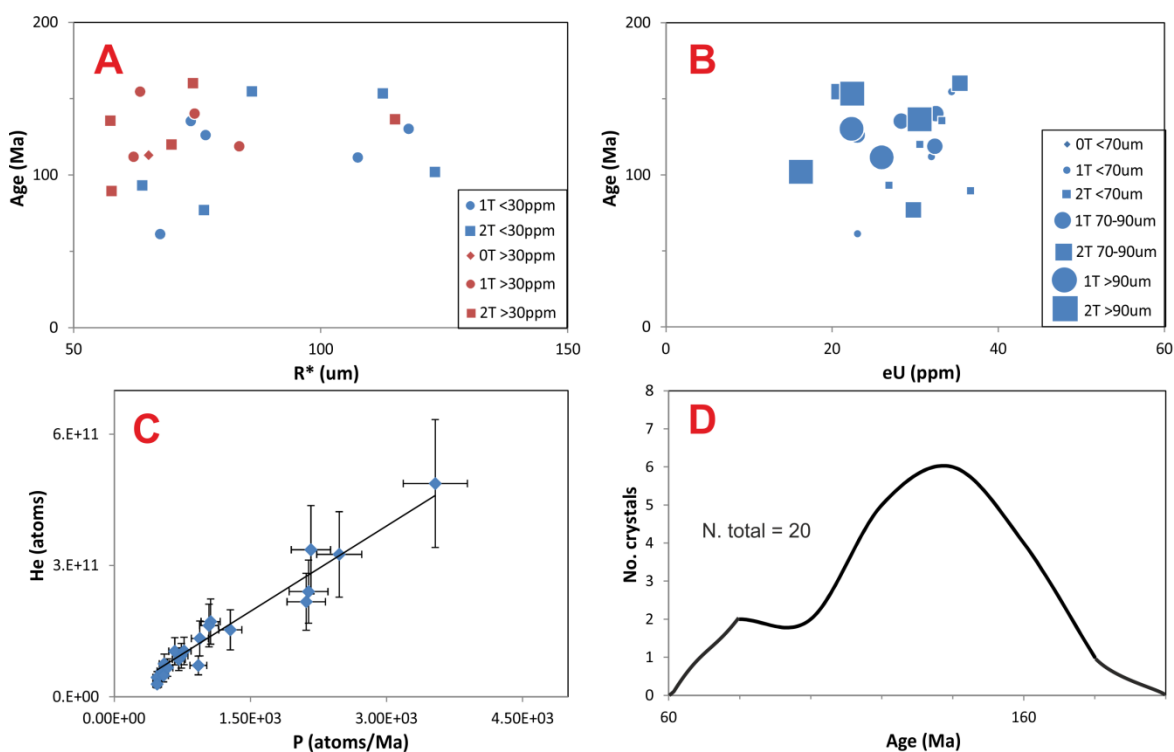 A
200
100
0
Age (Ma)
50
100
150
R* (um)
1T <30ppm
2T <30ppm
0T >30ppm
1T >30ppm
2T >30ppm
B
200
100
0
Age (Ma)
0
20
40
60
eU (ppm)
0T <70um
1T <70um
2T <70um
1T 70-90um
2T 70-90um
1T >90um
2T >90um
C
6.E+11
3.E+11
0.E+00
He (atoms)
0.00E+00
1.50E+03
3.00E+03
4.50E+03
P (atoms/Ma)
D
8
7
6
5
4
3
2
1
0
No. crystals
N. total = 20
60
160
Age (Ma)